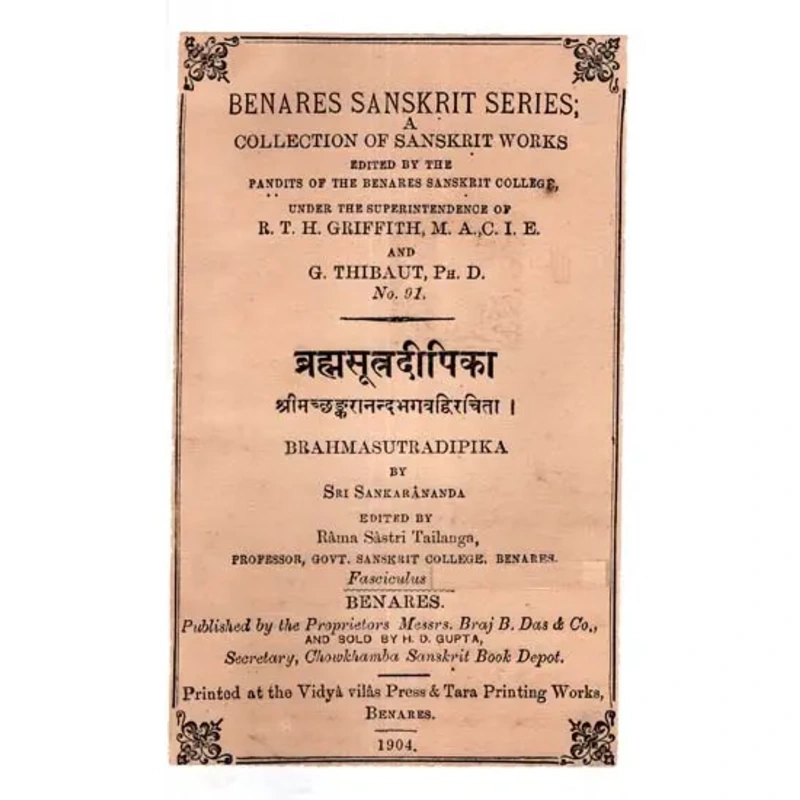 BENARES SANSKRIT SERIES;
A
COLLECTION OF SANSKRIT WORKS
EDITED BY THE
PANDITS OF THE BENARES SANSKRIT COLLEGE,
UNDER THE SUPERINTENDENCE OF
R. T. H. GRIFFITH, M. A.,C. I. E.
AND
G. THIBAUT, PH. D.
No. 91.
ब्रह्मसूत्रदीपिका
श्रीमच्छङ्करानन्दभगवद्विरचिता ।
BRAHMASUTRADIPIKA
BY
SRI SANKARÂNANDA
EDITED BY
Râma Sàstri Tailanga,
PROFESSOR, GOVT. SANSKRIT COLLEGE, BENARES.
Fasciculus
BENARES.
Published by the Proprietors Messrs. Braj B. Das & Co.,
AND SOLD BY H. D. GUPTA,
Secretary, Chowkhamba Sanskrit Book Depot.
Printed at the Vidyâ vilâs Press & Tara Printing Works,
BENARES.
1904.